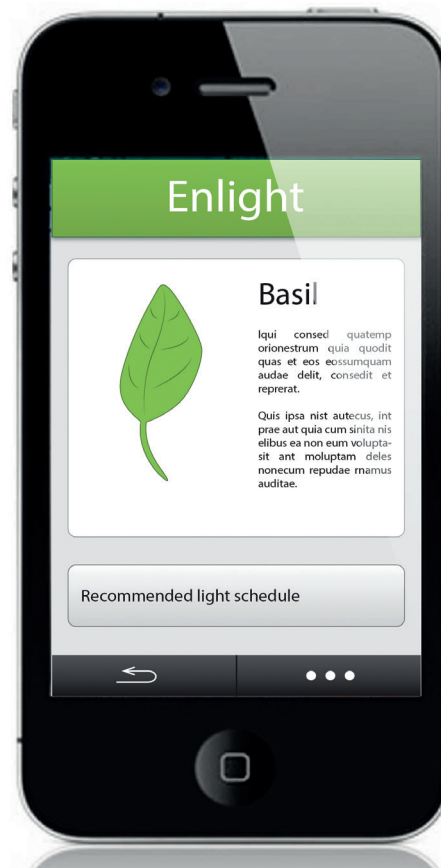 Enlight
Basil
Iqui consed quatemp
orionestrum quia quodit
quas et eos eossumquam
audae delit, consedit et
reprerat.
Quis ipsa nist autecus, int
prae aut quia cum sinita nis
elibus ea non eum volupta-
sit ant moluptam deles
nonecum repudae rnamus
auditae.
Recommended light schedule